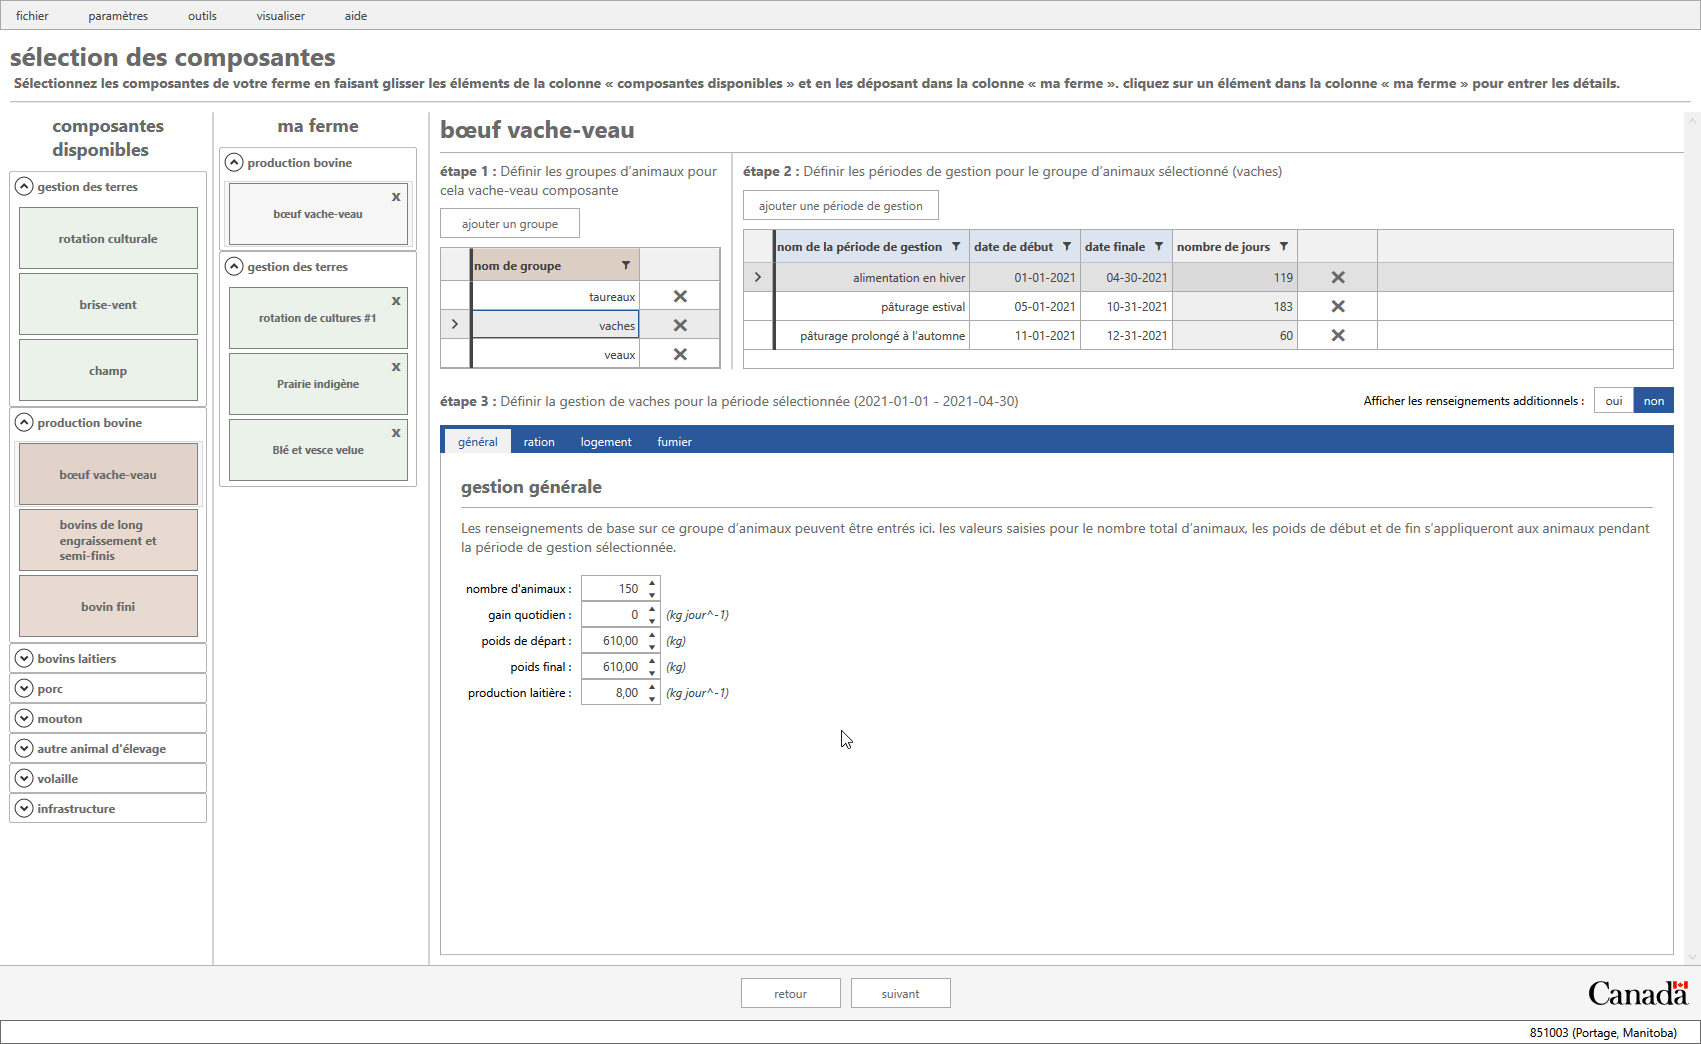 fichier paramètres outils visualiser aide
sélection des composantes
Sélectionnez les composantes de votre ferme en faisant glisser les éléments de la colonne « composantes disponibles » et en les déposant dans la colonne « ma ferme ». cliquez sur un élément dans la colonne « ma ferme » pour entrer les détails.
composantes
disponibles
gestion des terres
rotation culturale
brise-vent
champ
production bovine
bœuf vache-veau
bovins de long
engraissement et
semi-finis
bovin fini
bovins laitiers
porc
mouton
autre animal d'élevage
volaille
infrastructure
ma ferme
production bovine
x
bœuf vache-veau
gestion des terres
x
rotation de cultures #1
x
Prairie indigène
x
Blé et vesce velue
bœuf vache-veau
étape 1 : Définir les groupes d'animaux pour
cela vache-veau composante
ajouter un groupe
nom de groupe
taureaux
vaches
veaux
étape 2 : Définir les périodes de gestion pour le groupe d'animaux sélectionné (vaches)
ajouter une période de gestion
nom de la période de gestion date de début date finale nombre de jours
alimentation en hiver 01-01-2021 04-30-2021 119
pâturage estival 05-01-2021 10-31-2021 183
pâturage prolongé à l'automne 11-01-2021 12-31-2021 60
étape 3 : Définir la gestion de vaches pour la période sélectionnée (2021-01-01 - 2021-04-30)
Afficher les renseignements additionnels : oui non
général ration logement fumier
gestion générale
Les renseignements de base sur ce groupe d'animaux peuvent être entrés ici. les valeurs saisies pour le nombre total d'animaux, les poids de début et de fin s'appliqueront aux animaux pendant
la période de gestion sélectionnée.
nombre d'animaux : 150
gain quotidien : 0 (kg jour^-1)
poids de départ : 610,00 (kg)
poids final : 610,00 (kg)
production laitière : 8,00 (kg jour^-1)
retour suivant
Canada
851003 (Portage, Manitoba)